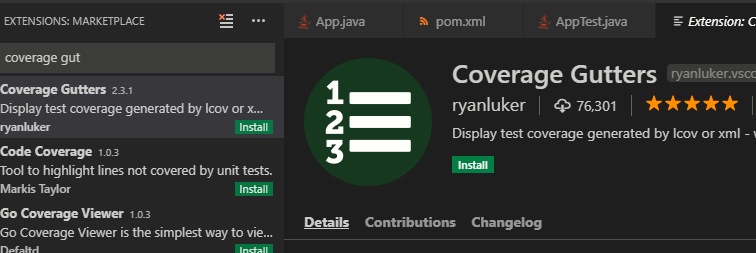 EXTENSIONS: MARKETPLACE
coverage gut
Coverage Gutters 2.3.1
Display test coverage generated by lcov or x...
ryanluker Install
Code Coverage 1.0.3
Tool to highlight lines not covered by unit tests.
Markis Taylor Install
Go Coverage Viewer 1.0.3
Go Coverage Viewer is the simplest way to vie...
Defaltd Install
App.java pom.xml AppTest.java Extension: C
1
2
3
Coverage Gutters ryanluker.vsco
ryanluker 76,301
Display test coverage generated by lcov or xml - w
Install
Details Contributions Changelog